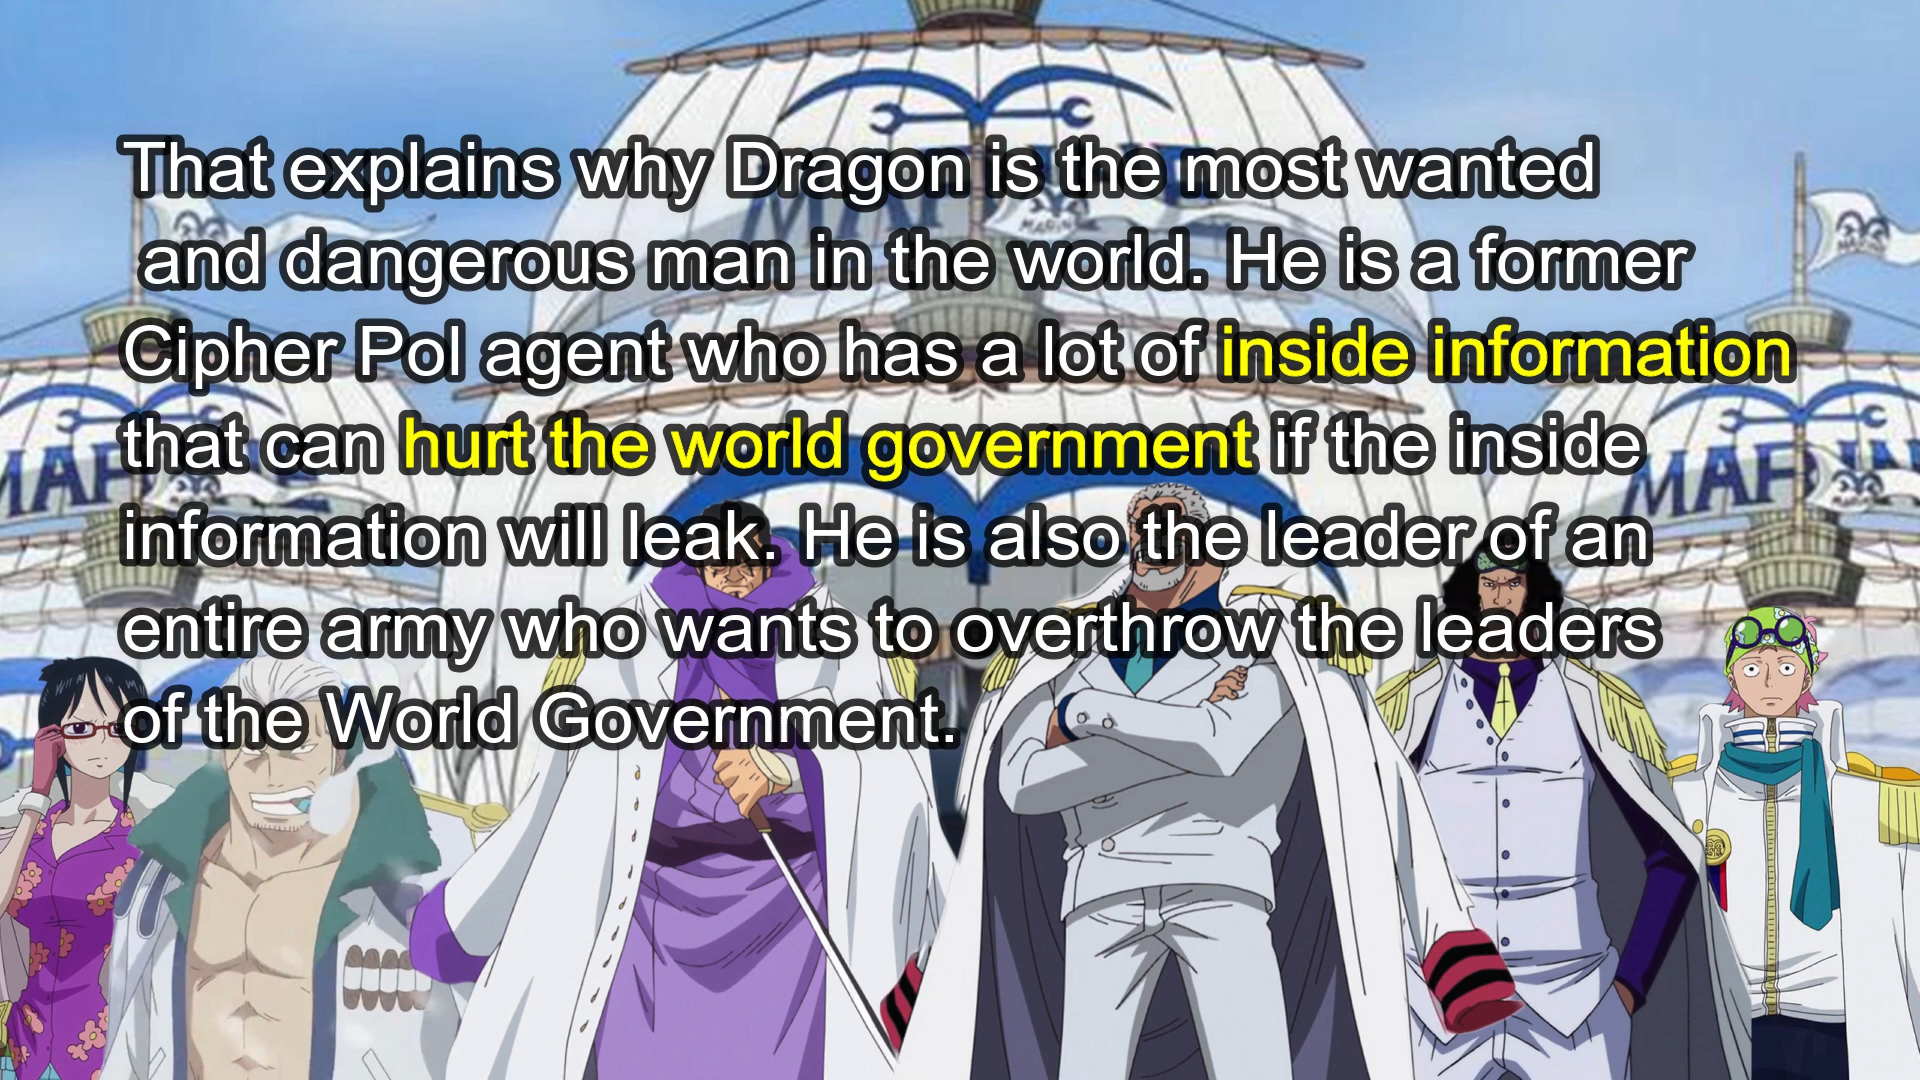 That explains why Dragon is the most wanted
and dangerous man in the world. He is a former
Cipher Pol agent who has a lot of inside information
that can hurt the world government if the inside
information will leak. He is also the leader of an
entire army who wants to overthrow the leaders
of the World Government.
MARINE